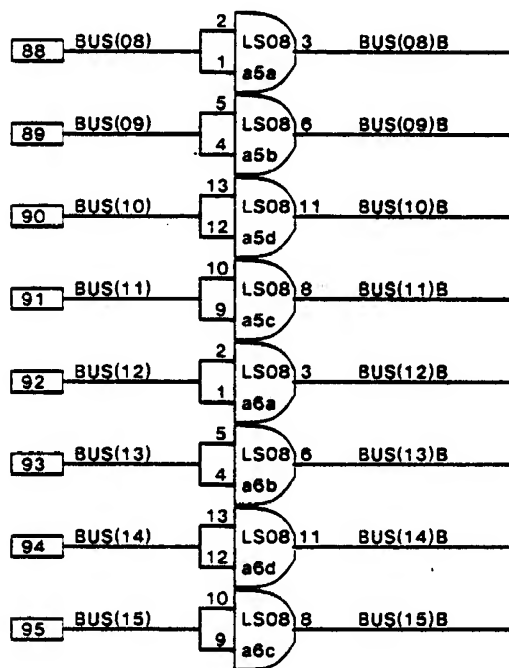 2
88 BUS(08) LS08 3 BUS(08)B
1
a5a
5
89 BUS(09) LS08 6 BUS(09)B
4
a5b
13
90 BUS(10) LS08 11 BUS(10)B
12
a5d
10
91 BUS(11) LS08 8 BUS(11)B
9
a5c
2
92 BUS(12) LS08 3 BUS(12)B
1
a6a
5
93 BUS(13) LS08 6 BUS(13)B
4
a6b
13
94 BUS(14) LS08 11 BUS(14)B
12
a6d
10
95 BUS(15) LS08 8 BUS(15)B
9
a6c